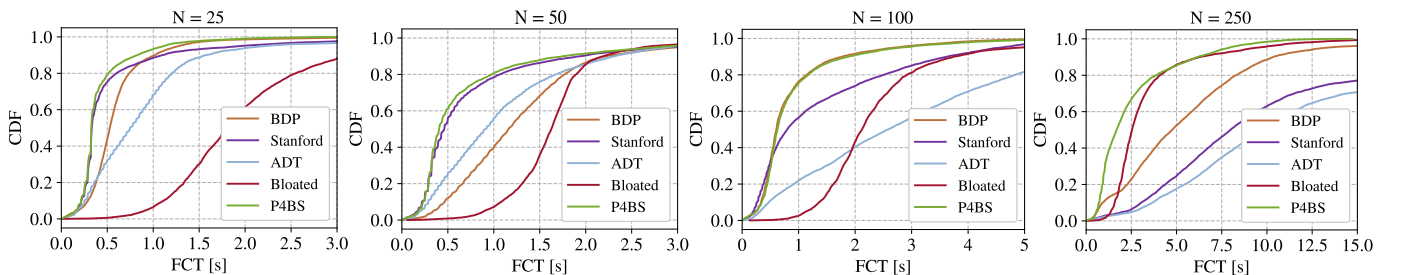 N = 25
1.0
0.8
0.6
0.4
0.2
0.0
CDF
BDP
Stanford
ADT
Bloated
P4BS
0.0 0.5 1.0 1.5 2.0 2.5 3.0
FCT [s]
N = 50
1.0
0.8
0.6
0.4
0.2
0.0
CDF
BDP
Stanford
ADT
Bloated
P4BS
0.0 0.5 1.0 1.5 2.0 2.5 3.0
FCT [s]
N = 100
1.0
0.8
0.6
0.4
0.2
0.0
CDF
BDP
Stanford
ADT
Bloated
P4BS
0 1 2 3 4 5
FCT [s]
N = 250
1.0
0.8
0.6
0.4
0.2
0.0
CDF
BDP
Stanford
ADT
Bloated
P4BS
0.0 2.5 5.0 7.5 10.0 12.5 15.0
FCT [s]